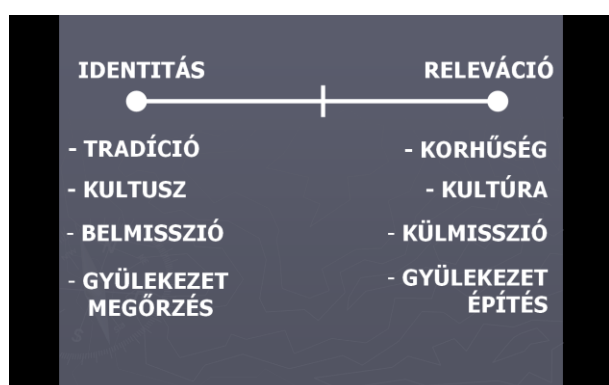 IDENTITÁS
- TRADÍCIÓ
- KULTUSZ
- BELMISSZIÓ
- GYÜLEKEZET
MEGŐRZÉS
RELEVÁCIÓ
- KORHŰSÉG
- KULTÚRA
- KÜLMISSZIÓ
- GYÜLEKEZET
ÉPÍTÉS
S